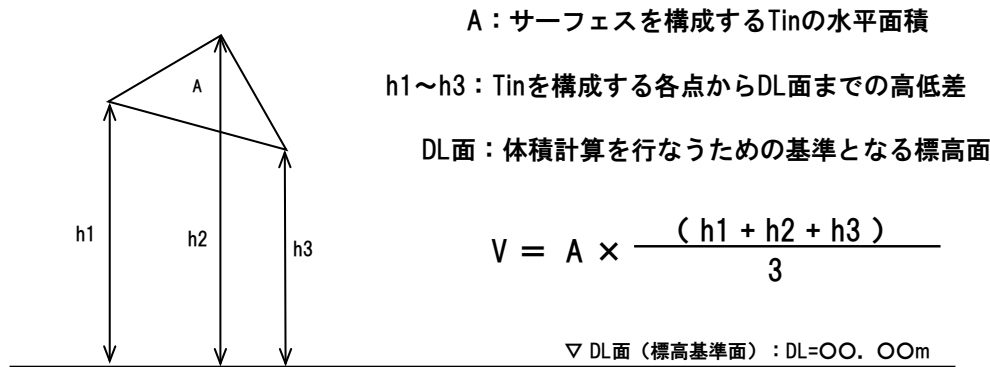 A：サーフェスを構成するTinの水平面積
A
h1～h3：Tinを構成する各点からDL面までの高低差
DL面：体積計算を行なうための基準となる標高面
h1
h2
h3
V ＝ A × ( h1 + h2 + h3 )
3
▽ DL面（標高基準面）：DL=〇〇．〇〇m